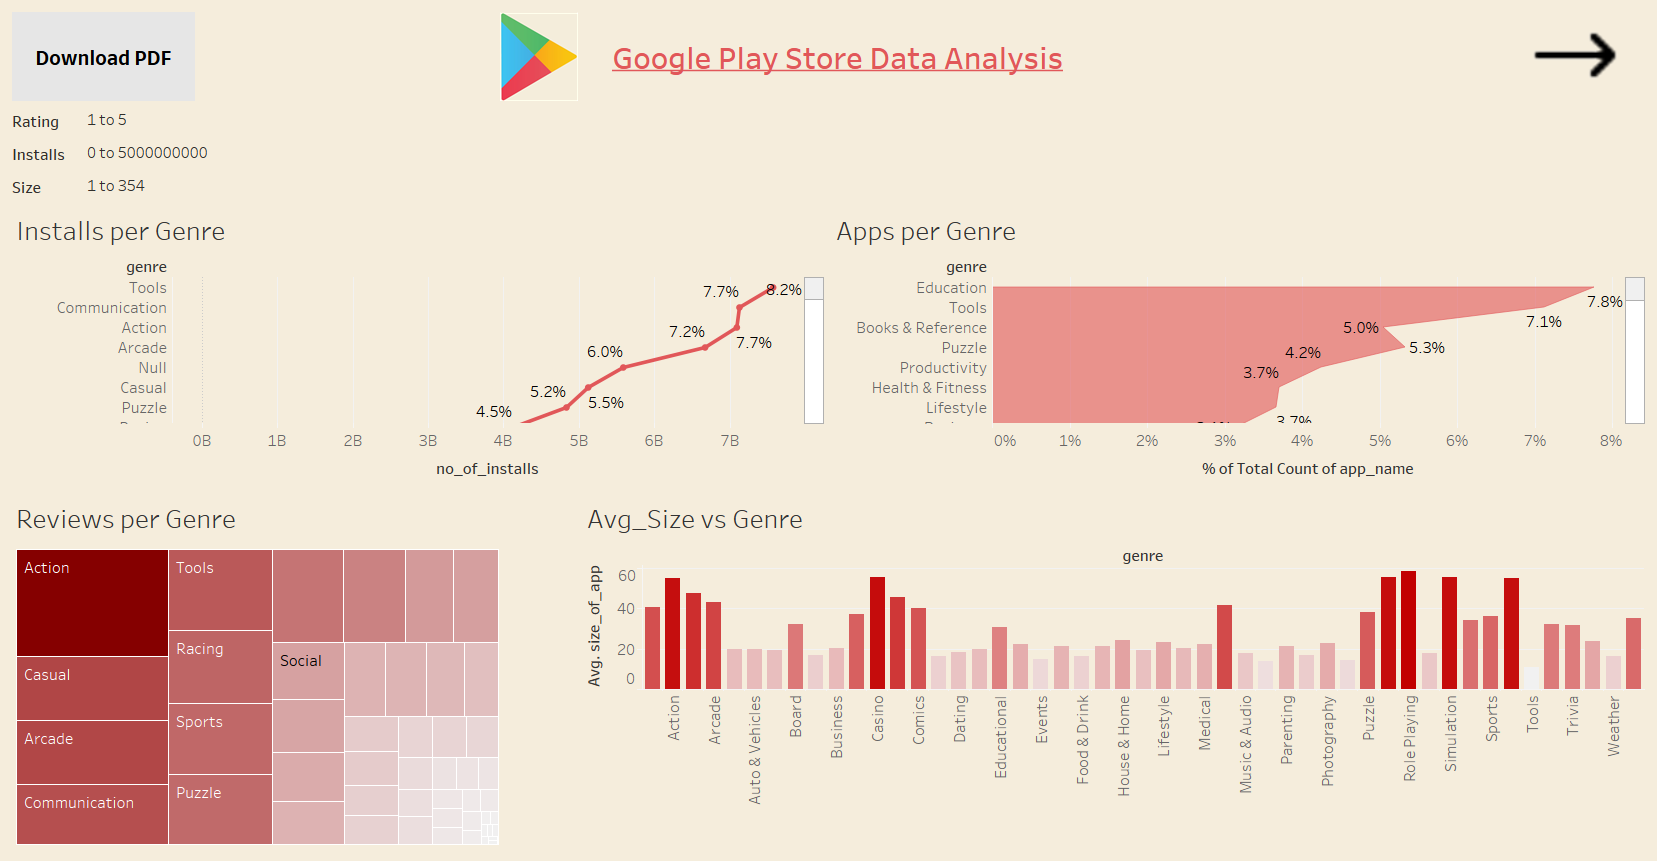 Download PDF
Google Play Store Data Analysis
Rating 1 to 5
Installs 0 to 5000000000
Size 1 to 354
Installs per Genre
genre
Tools
Communication
Action
Arcade
Null
Casual
Puzzle
8.2%
7.7%
7.7%
7.2%
6.0%
5.5%
5.2%
4.5%
0B 1B 2B 3B 4B 5B 6B 7B
no_of_installs
Apps per Genre
genre
Education
Tools
Books & Reference
Puzzle
Productivity
Health & Fitness
Lifestyle
7.8%
7.1%
5.0%
5.3%
4.2%
3.7%
3.7%
0% 1% 2% 3% 4% 5% 6% 7% 8%
% of Total Count of app_name
Reviews per Genre
Action
Casual
Arcade
Communication
Tools
Racing
Sports
Puzzle
Social
Avg_Size vs Genre
genre
Avg. size_of_app
60
40
20
0
Action
Arcade
Auto & Vehicles
Board
Business
Casino
Comics
Dating
Educational
Events
Food & Drink
House & Home
Lifestyle
Medical
Music & Audio
Parenting
Photography
Puzzle
Role Playing
Simulation
Sports
Tools
Trivia
Weather